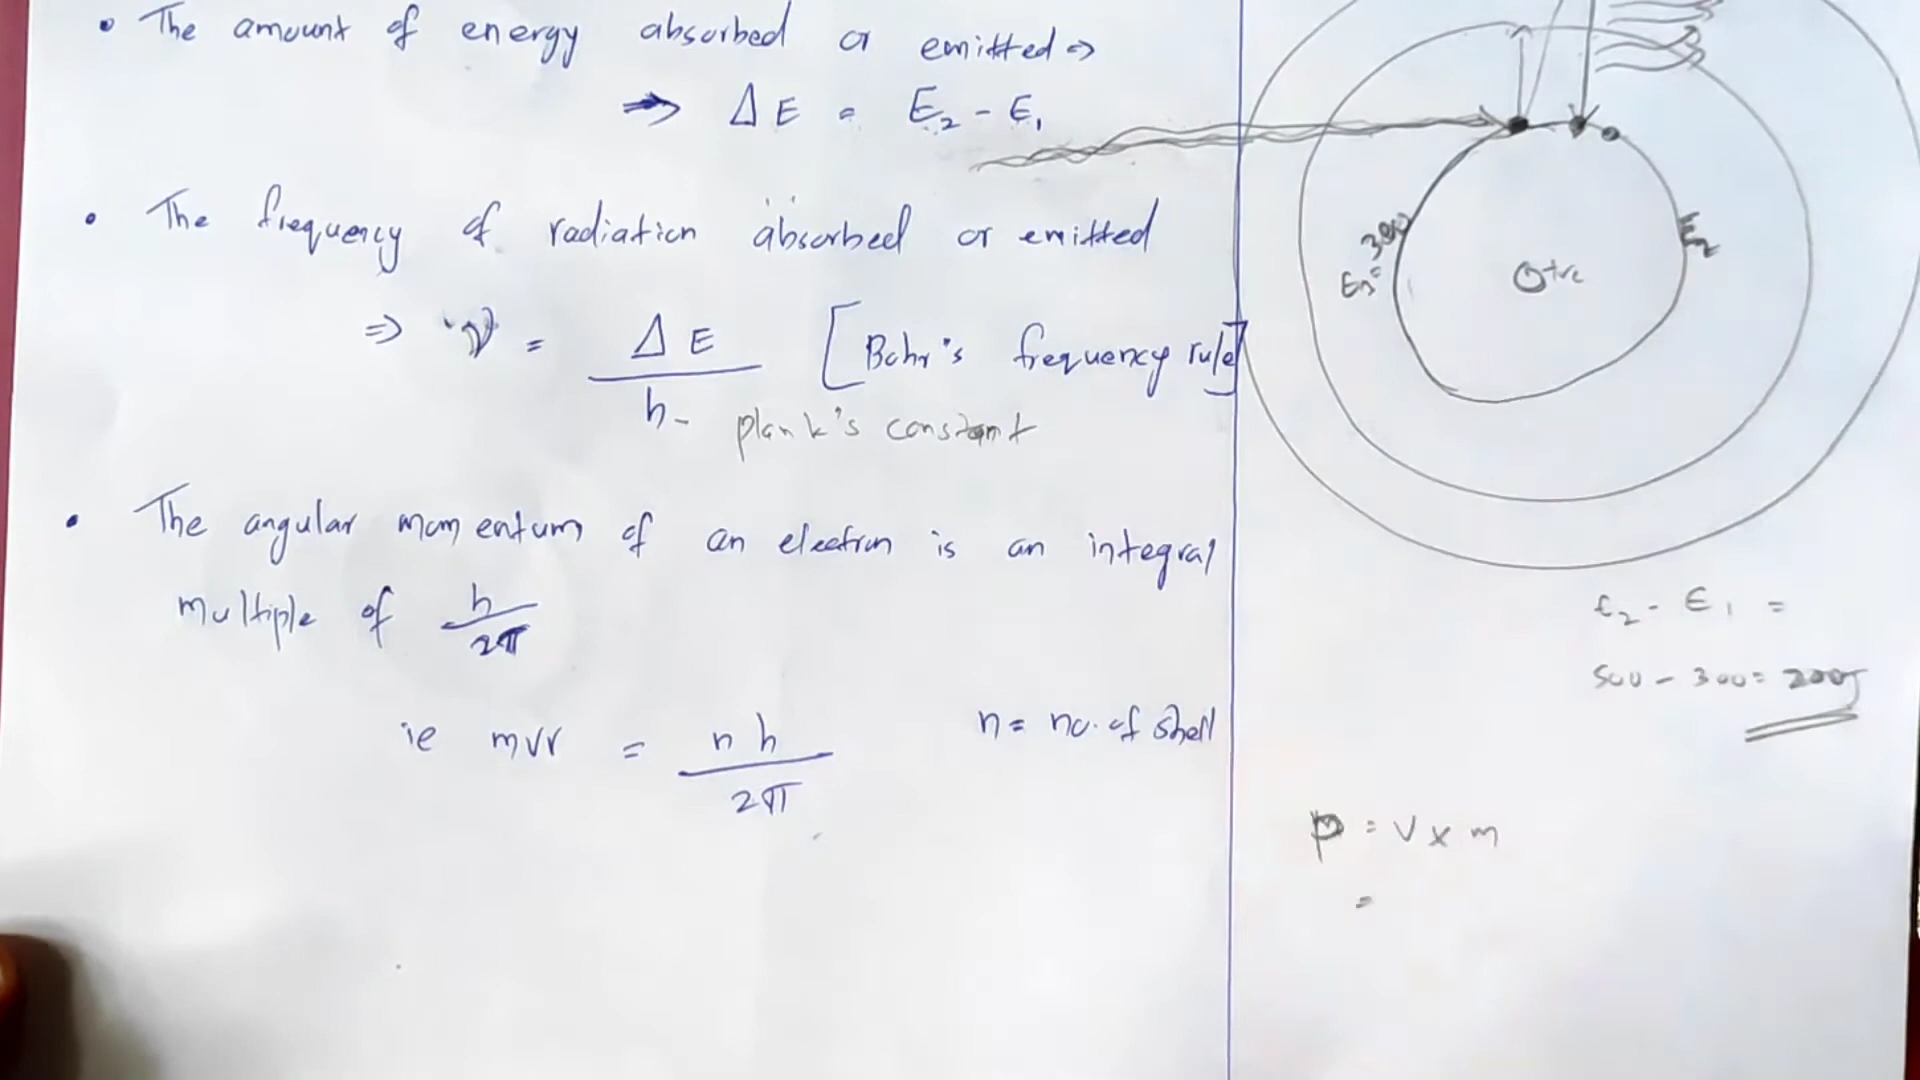 • The amount of energy absorbed or emitted ⇒
⇒ ΔE = E₂ - E₁
• The frequency of radiation absorbed or emitted
⇒ ν = ΔE / h [Bohr's frequency rule]
h - plank's constant
• The angular momentum of an electron is an integral
multiple of h / 2π
ie mvr = n h / 2π n = no. of shell
300
En=
+ve
E₂
E₂ - E₁ =
500 - 300 = 200J
p = v x m
=